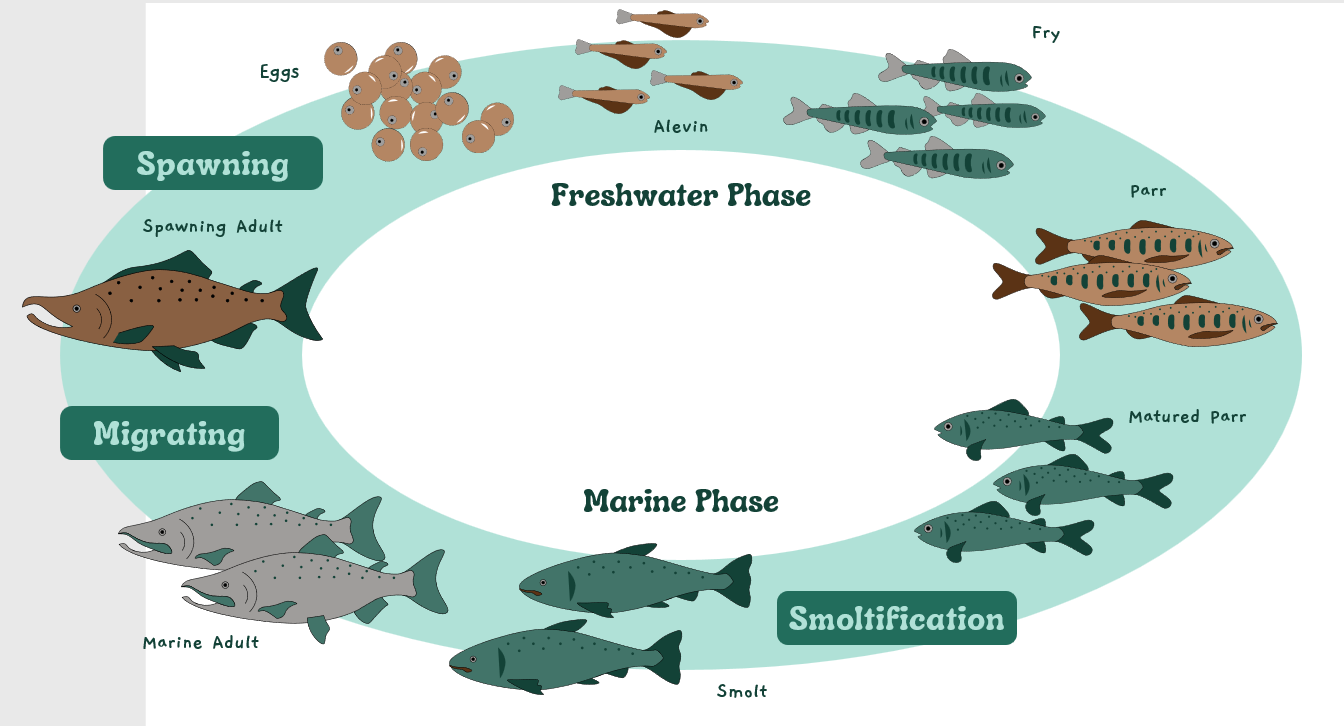 Fry
Eggs
Alevin
Spawning
Freshwater Phase
Parr
Spawning Adult
Matured Parr
Migrating
Marine Phase
Smoltification
Marine Adult
Smolt